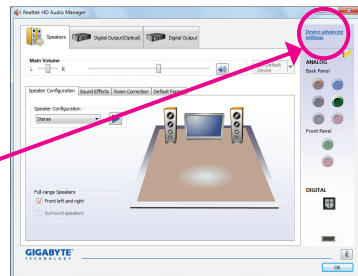 Realtek HD Audio Manager
Speakers
Digital Output(Optical)
Digital Output
Device advanced
settings
Main Volume
L
R
Default
Device
ANALOG
Back Panel
Speaker Configuration
Sound Effects
Room Correction
Default Format
Speaker Configuration
Stereo
Front Panel
Full-range Speakers
Front left and right
Surround speakers
DIGITAL
GIGABYTE
TECHNOLOGY
OK